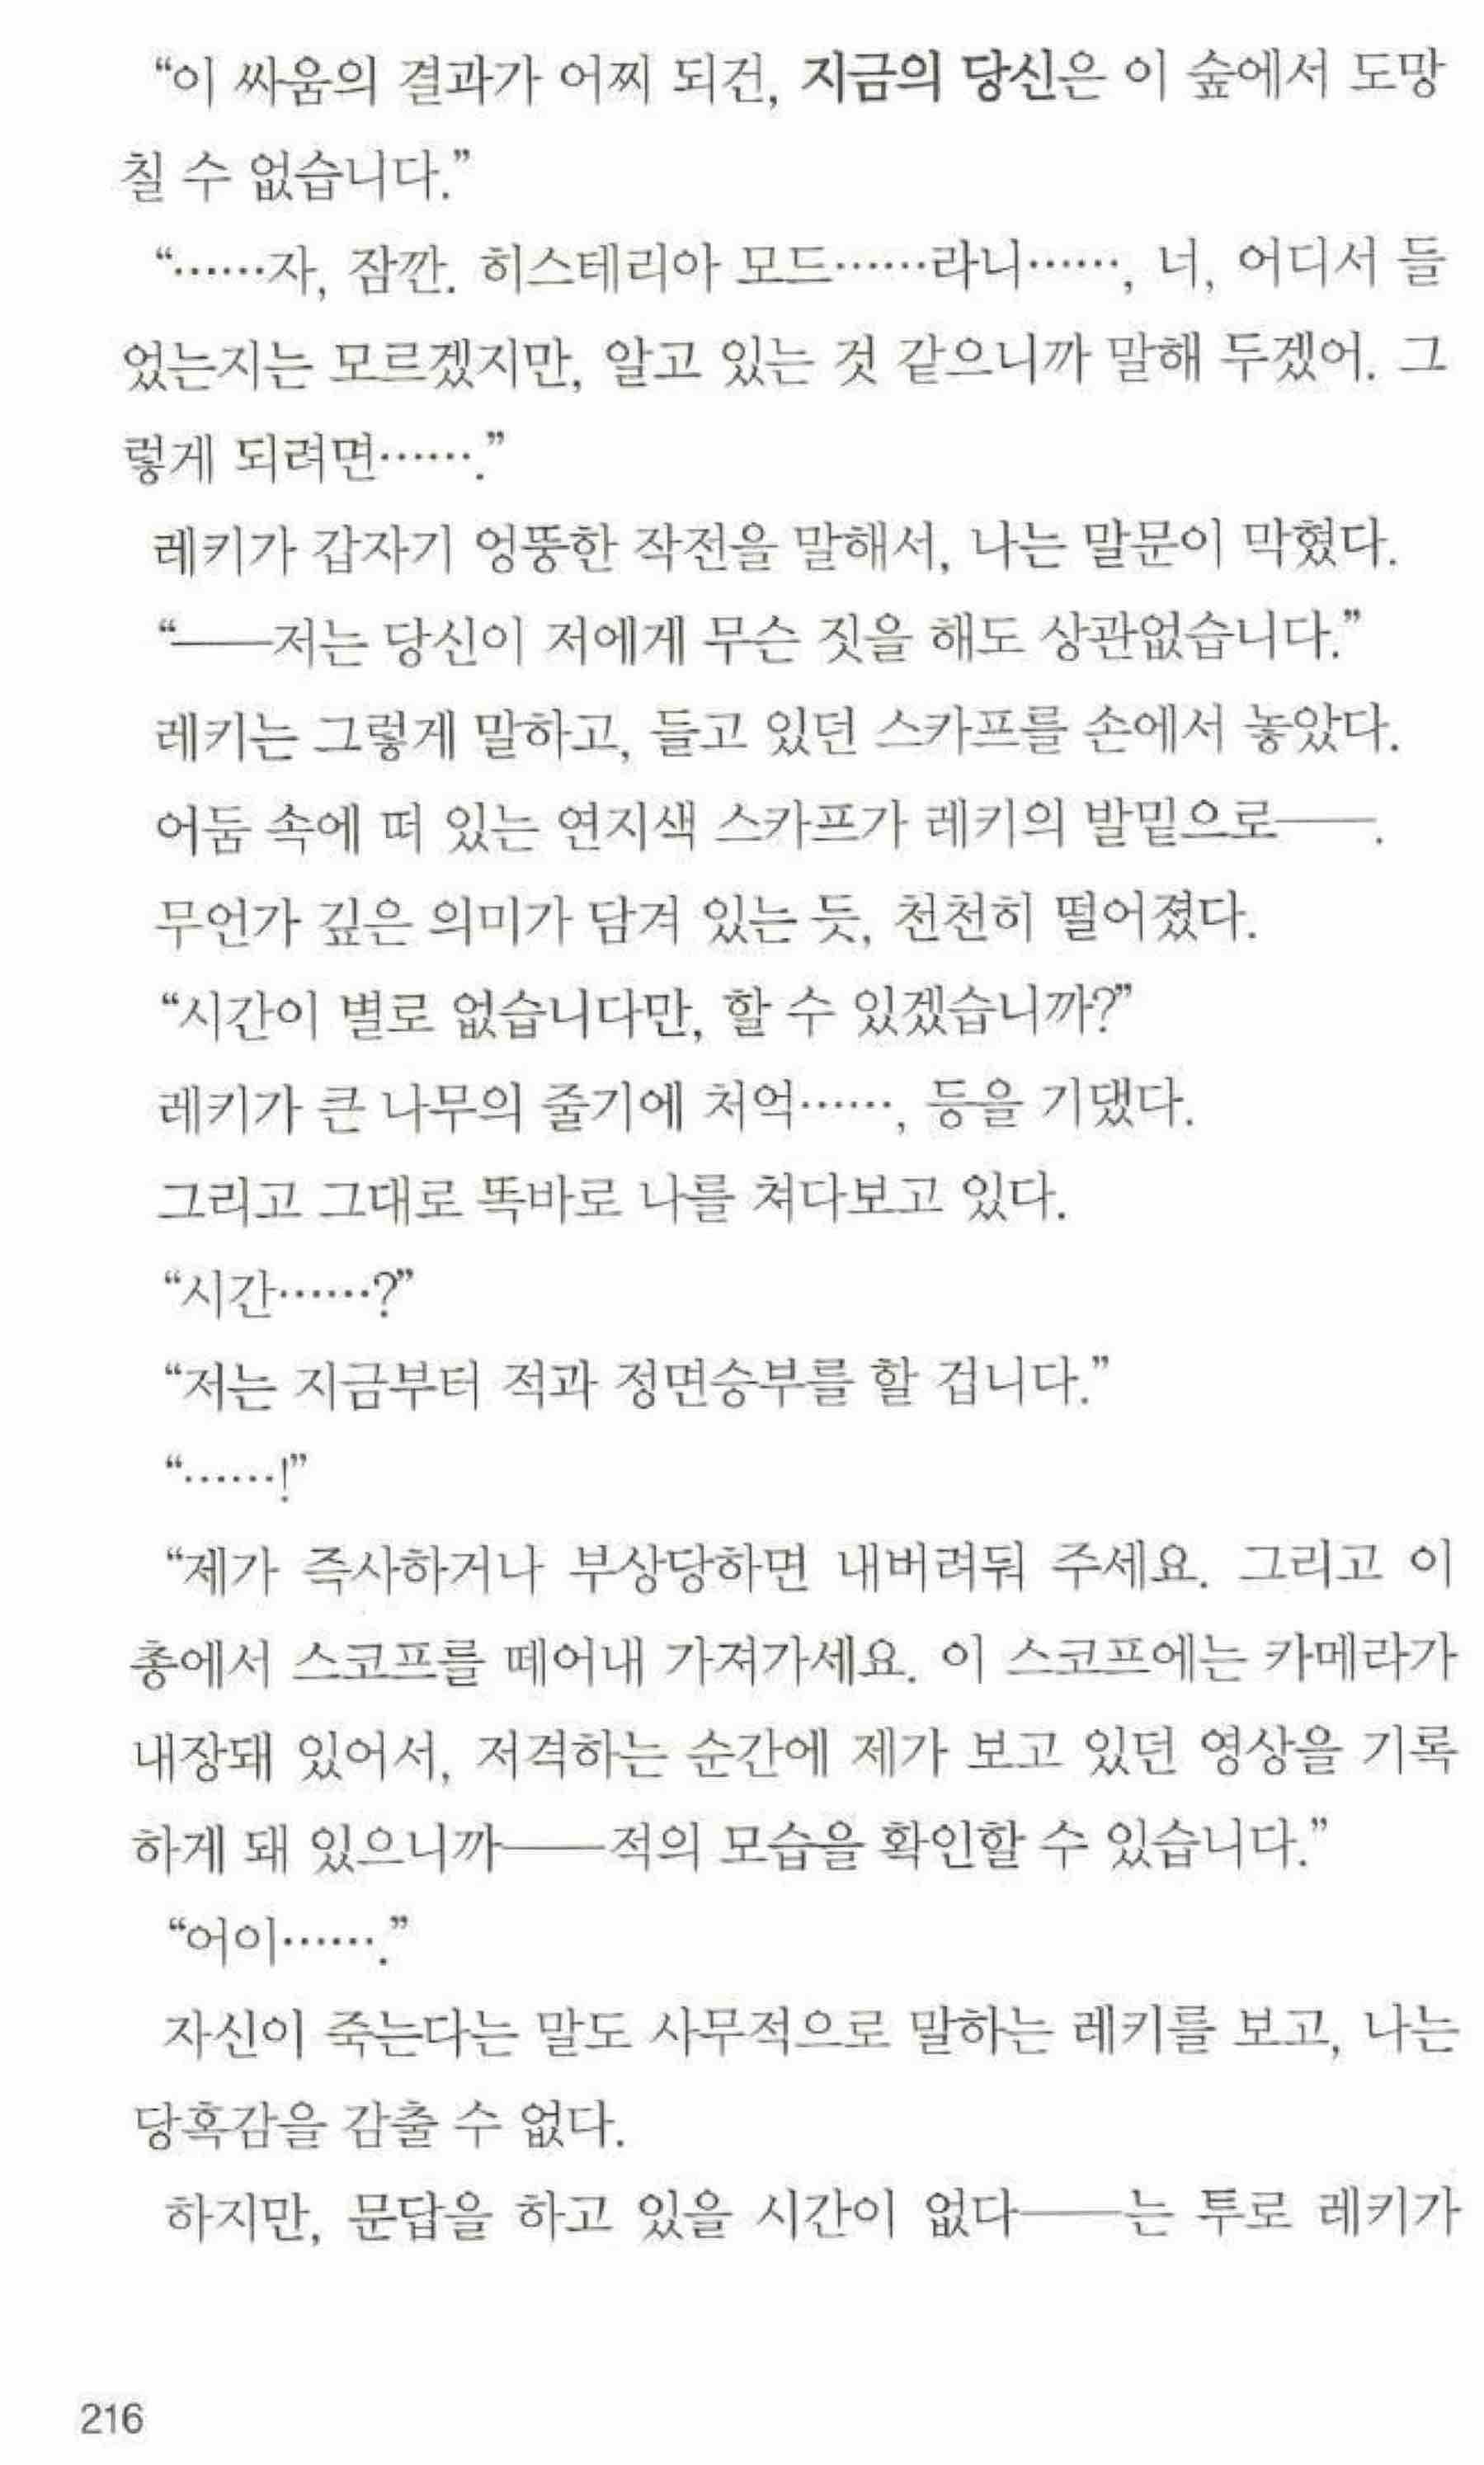 “이 싸움의 결과가 어찌 되건, 지금의 당신은 이 숲에서 도망
칠 수 없습니다.”
“……자, 잠깐. 히스테리아 모드……라니……, 너, 어디서 들
었는지는 모르겠지만, 알고 있는 것 같으니까 말해 두겠어. 그
렇게 되려면…….”
레키가 갑자기 엉뚱한 작전을 말해서, 나는 말문이 막혔다.
“──저는 당신이 저에게 무슨 짓을 해도 상관없습니다.”
레키는 그렇게 말하고, 들고 있던 스카프를 손에서 놓았다.
어둠 속에 떠 있는 연지색 스카프가 레키의 발밑으로──.
무언가 깊은 의미가 담겨 있는 듯, 천천히 떨어졌다.
“시간이 별로 없습니다만, 할 수 있겠습니까?”
레키가 큰 나무의 줄기에 처억……, 등을 기댔다.
그리고 그대로 똑바로 나를 쳐다보고 있다.
“시간……?”
“저는 지금부터 적과 정면승부를 할 겁니다.”
“……!”
“제가 즉사하거나 부상당하면 내버려둬 주세요. 그리고 이
총에서 스코프를 떼어내 가져가세요. 이 스코프에는 카메라가
내장돼 있어서, 저격하는 순간에 제가 보고 있던 영상을 기록
하게 돼 있으니까──적의 모습을 확인할 수 있습니다.”
“어이…….”
자신이 죽는다는 말도 사무적으로 말하는 레키를 보고, 나는
당혹감을 감출 수 없다.
하지만, 문답을 하고 있을 시간이 없다──는 투로 레키가
216